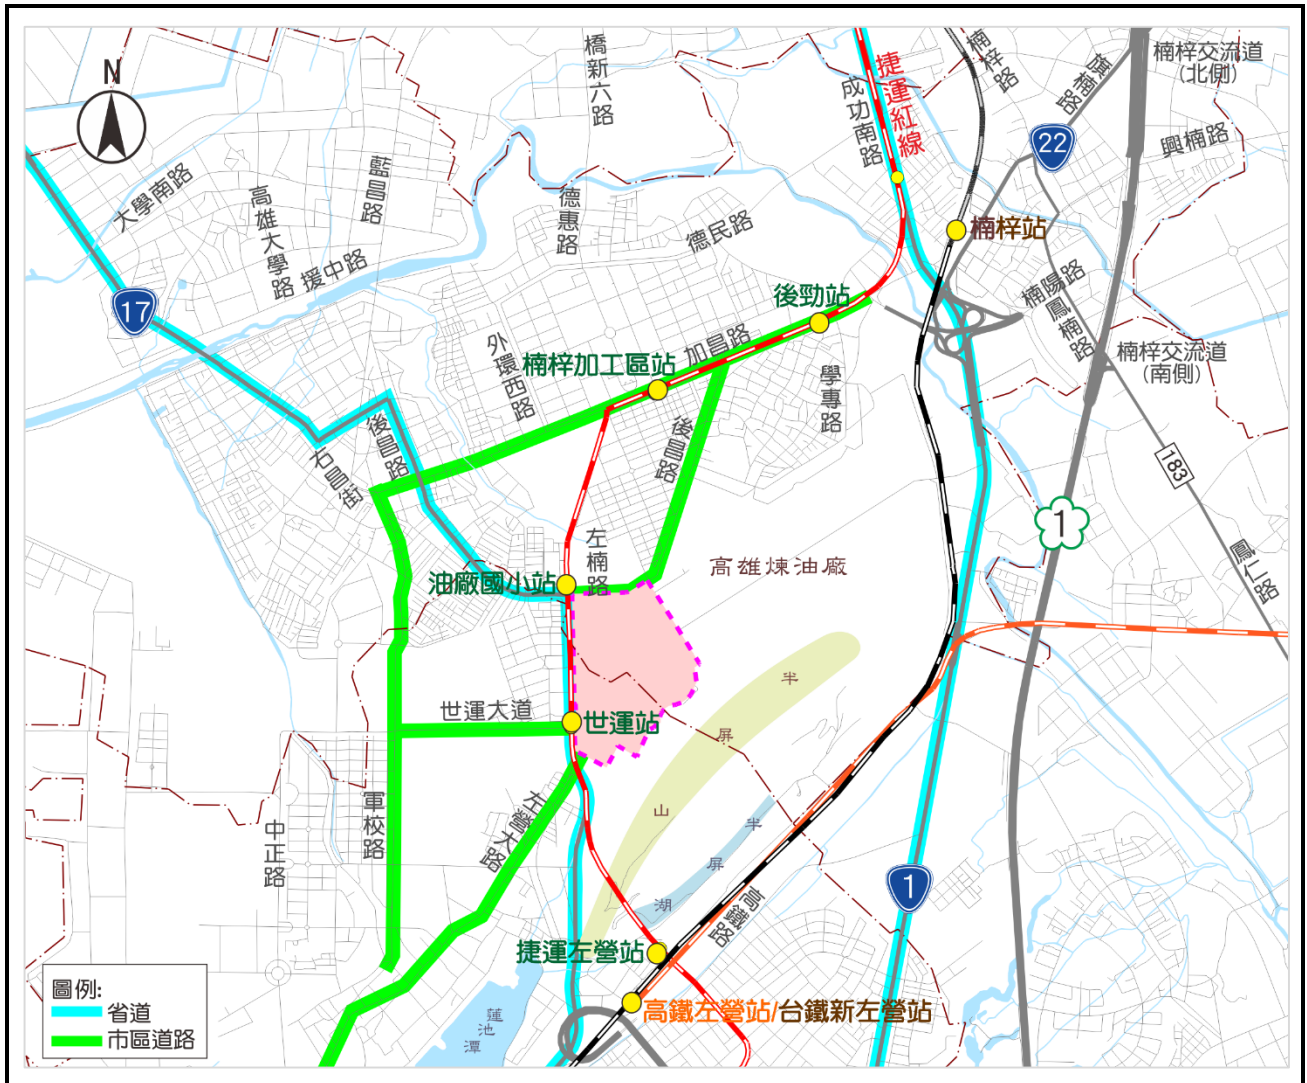 N
橋新六路
捷運紅線
成功南路
楠梓路
旗楠路
楠梓交流道
(北側)
22
興楠路
大學南路
藍昌路
高雄大學路
德惠路
德民路
援中路
楠梓站
楠陽路
鳳楠路
17
後勁站
外環西路
加昌路
楠梓加工區站
學專路
楠梓交流道
(南側)
後昌路
右昌街
後昌路
183
1
左楠路
高雄煉油廠
鳳仁路
油廠國小站
半
屏
山
世運大道
世運站
軍校路
中正路
左營大路
半
屏
湖
1
高鐵路
捷運左營站
高鐵左營站/台鐵新左營站
蓮池潭
圖例:
省道
市區道路